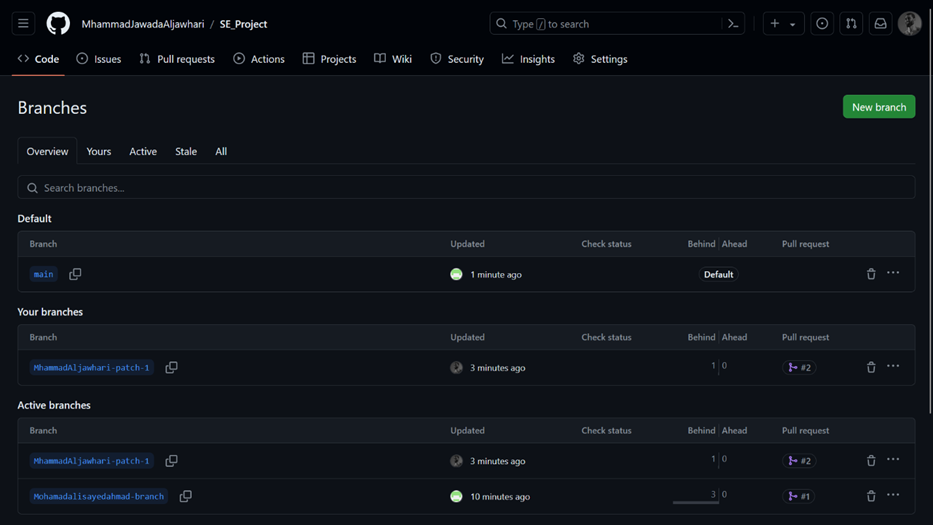 MhammadJawadaAljawhari / SE_Project
Type / to search
Code Issues Pull requests Actions Projects Wiki Security Insights Settings
Branches
New branch
Overview Yours Active Stale All
Search branches...
Default
Branch Updated Check status Behind Ahead Pull request
main 1 minute ago Default
Your branches
Branch Updated Check status Behind Ahead Pull request
MhammadAljawhari-patch-1 3 minutes ago 1 0 #2
Active branches
Branch Updated Check status Behind Ahead Pull request
MhammadAljawhari-patch-1 3 minutes ago 1 0 #2
Mohamadalisayedahmad-branch 10 minutes ago 3 0 #1